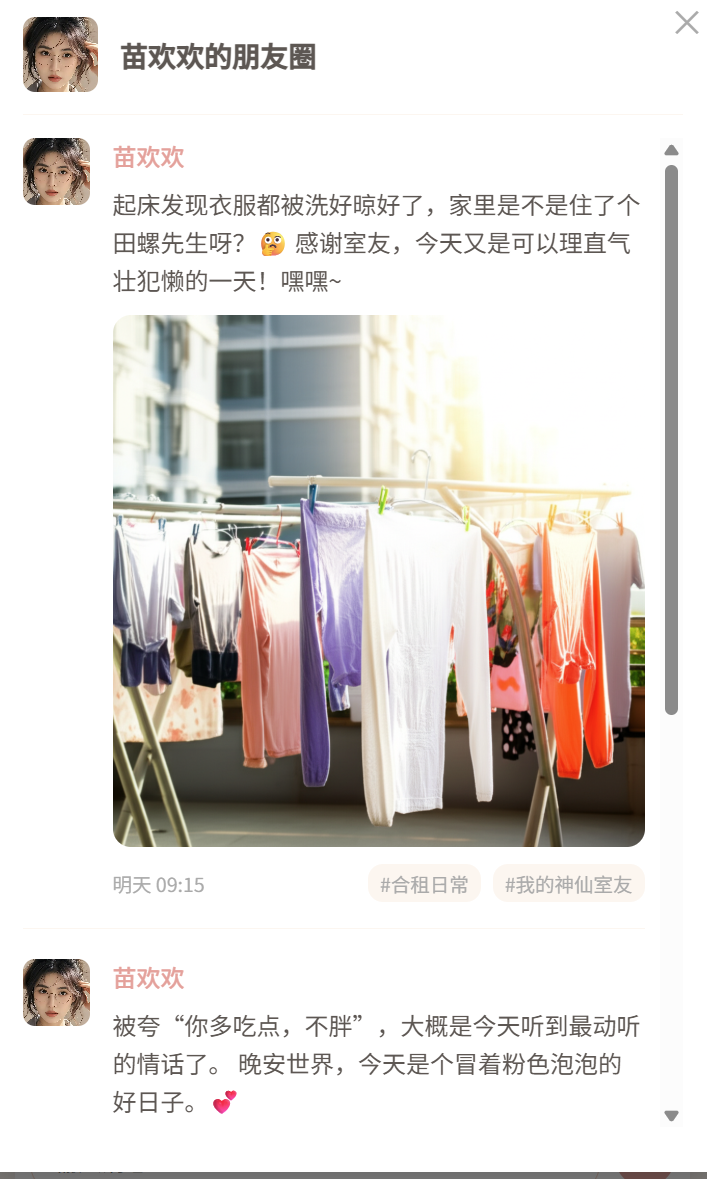 苗欢欢的朋友圈
苗欢欢
起床发现衣服都被洗好晾好了，家里是不是住了个
田螺先生呀？🤔 感谢室友，今天又是可以理直气
壮犯懒的一天！嘿嘿~
明天 09:15
#合租日常
#我的神仙室友
苗欢欢
被夸“你多吃点，不胖”，大概是今天听到最动听
的情话了。 晚安世界，今天是个冒着粉色泡泡的
好日子。💕